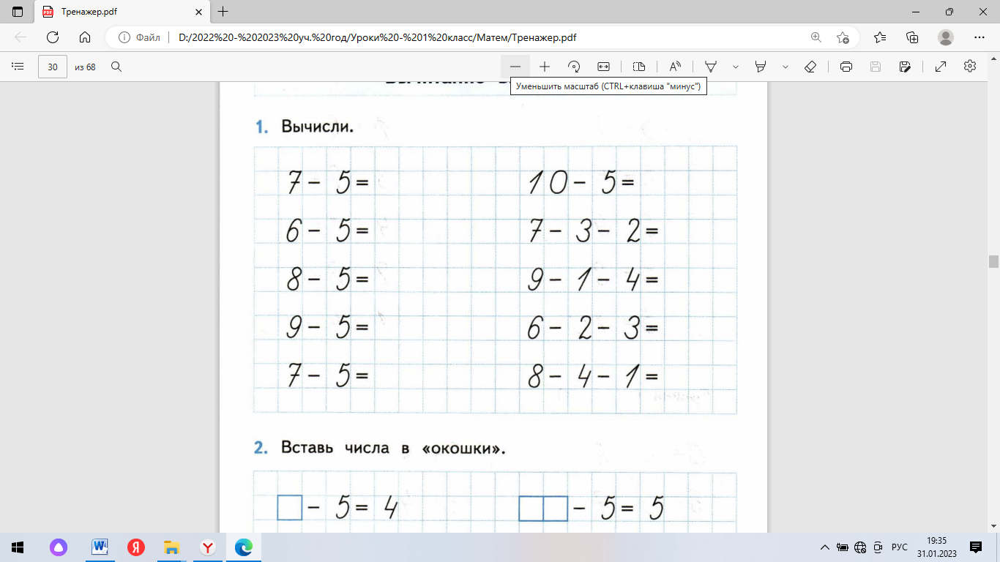 Тренажер.pdf
Файл
D:/2022%20-%202023%20уч.%20год/Уроки%20-%201%20класс/Матем/Тренажер.pdf
30 из 68
Уменьшить масштаб (CTRL+клавиша "минус")
1. Вычисли.
7 - 5 =
10 - 5 =
6 - 5 =
7 - 3 - 2 =
8 - 5 =
9 - 1 - 4 =
9 - 5 =
6 - 2 - 3 =
7 - 5 =
8 - 4 - 1 =
2. Вставь числа в «окошки».
- 5 = 4
- 5 = 5
РУС
19:35
31.01.2023